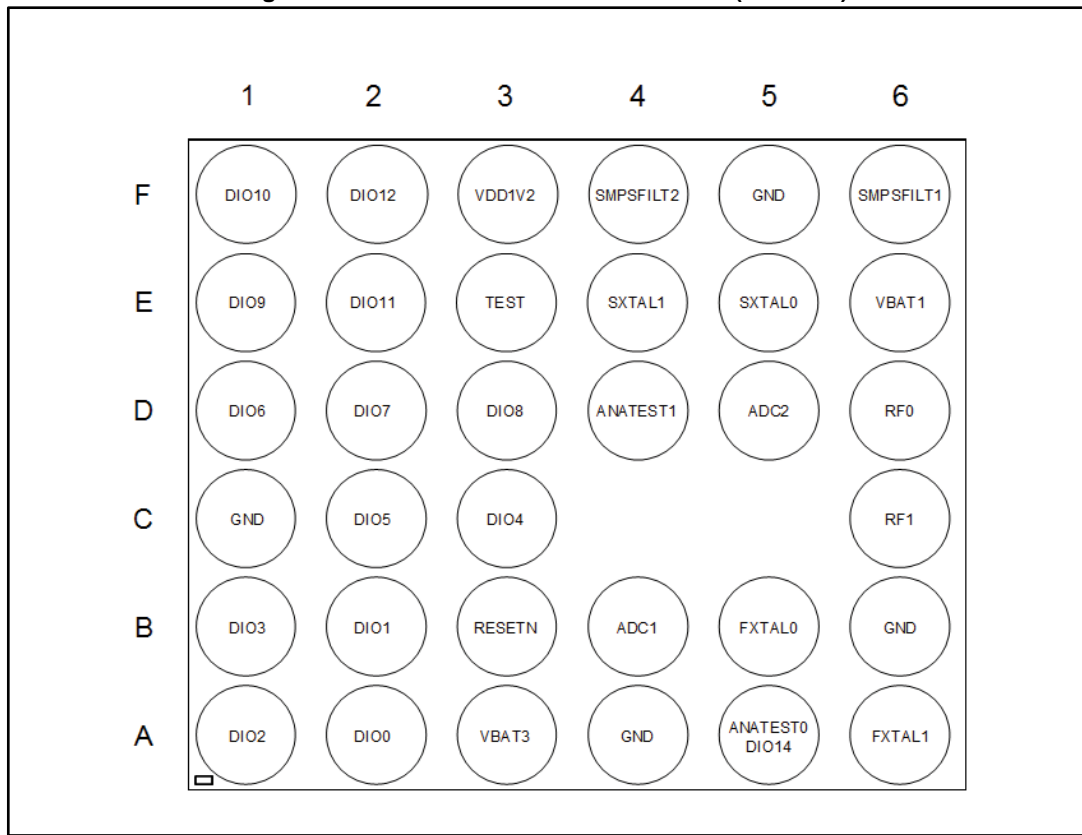 1 2 3 4 5 6
F DIO10 DIO12 VDD1V2 SMPSFILT2 GND SMPSFILT1
E DIO9 DIO11 TEST SXTAL1 SXTAL0 VBAT1
D DIO6 DIO7 DIO8 ANATEST1 ADC2 RF0
C GND DIO5 DIO4 RF1
B DIO3 DIO1 RESETN ADC1 FXTAL0 GND
A DIO2 DIO0 VBAT3 GND ANATEST0 DIO14 FXTAL1